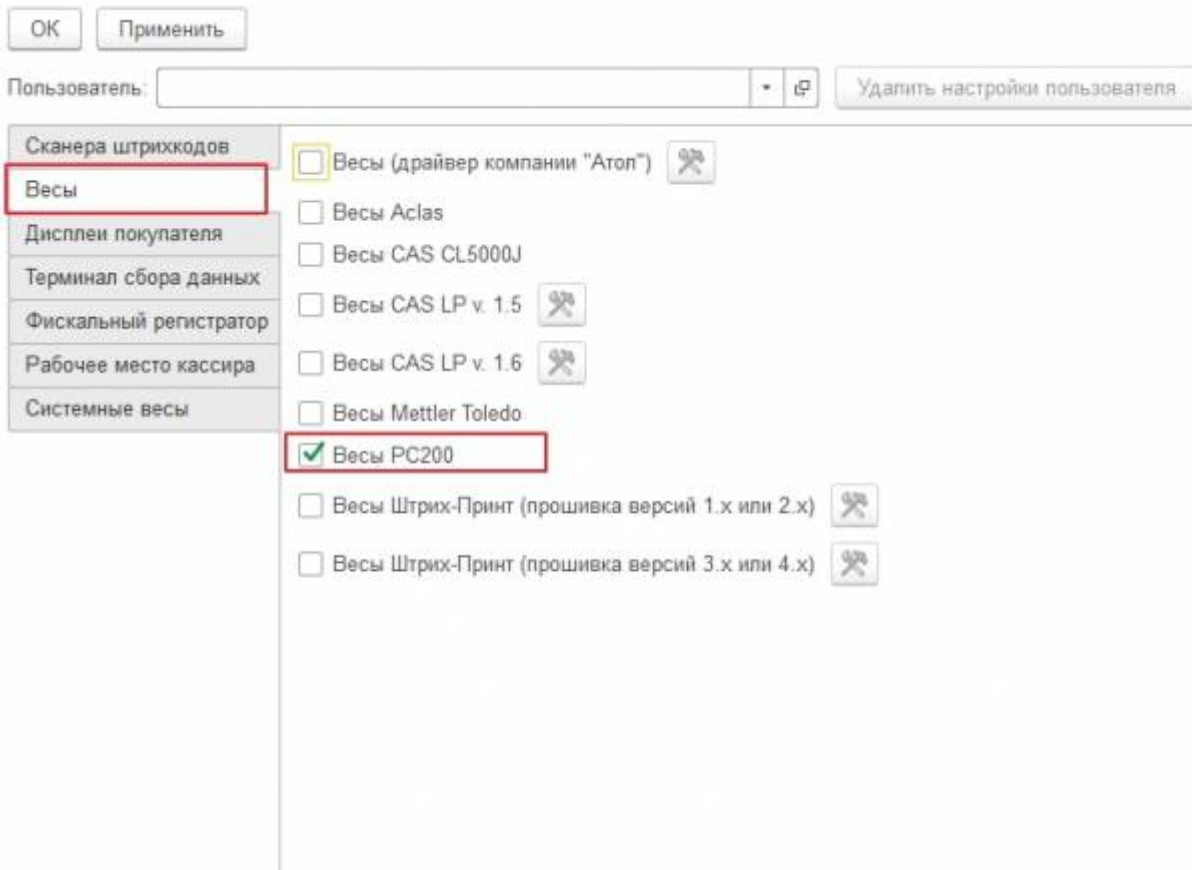 ОК Применить
Пользователь: Удалить настройки пользователя
Сканера штрихкодов
Весы
Дисплеи покупателя
Терминал сбора данных
Фискальный регистратор
Рабочее место кассира
Системные весы
Весы (драйвер компании "Атол")
Весы Aclas
Весы CAS CL5000J
Весы CAS LP v. 1.5
Весы CAS LP v. 1.6
Весы Mettler Toledo
Весы PC200
Весы Штрих-Принт (прошивка версий 1.x или 2.x)
Весы Штрих-Принт (прошивка версий 3.x или 4.x)